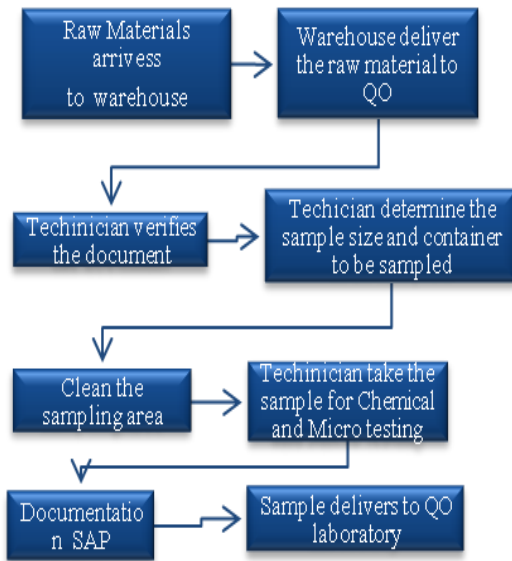 Raw Materials
arrivess
to warehouse
Warehouse deliver
the raw material to
QO
Techinician verifies
the document
Techician determine the
sample size and container
to be sampled
Clean the
sampling area
Techinician take the
sample for Chemical
and Micro testing
Documentatio
n SAP
Sample delivers to QO
laboratory